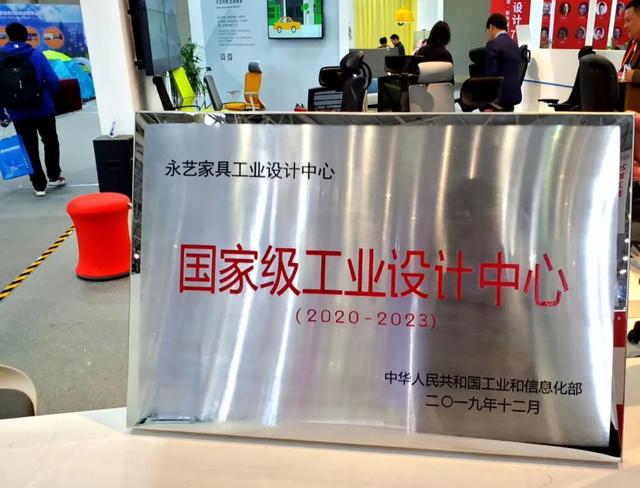 永艺家具工业设计中心
国家级工业设计中心
(2020-2023)
中华人民共和国工业和信息化部
二〇一九年十二月